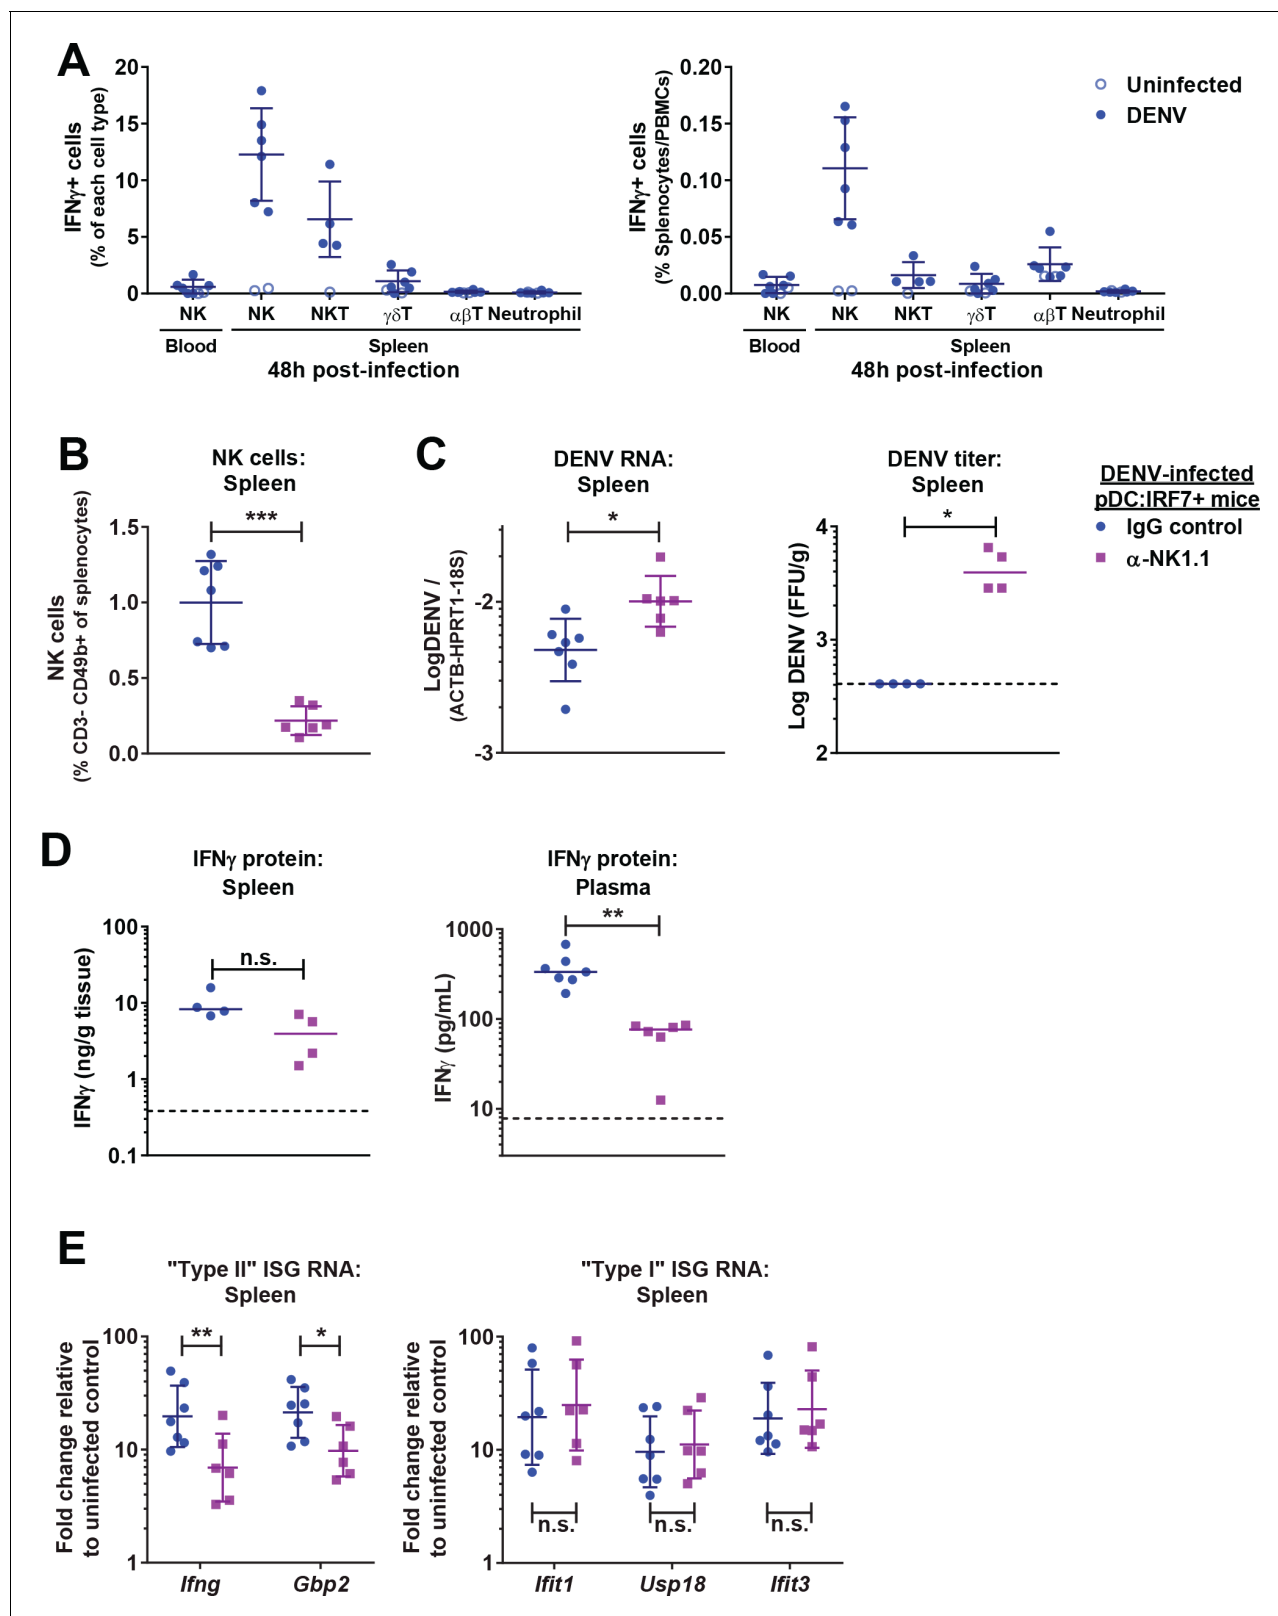 A
20
15
10
5
0
IFNγ+ cells
(% of each cell type)
NK
NK
NKT
γδT
αβT
Neutrophil
Blood
Spleen
48h post-infection
0.20
0.15
0.10
0.05
0.00
IFNγ+ cells
(% Splenocytes/PBMCs)
NK
NK
NKT
γδT
αβT
Neutrophil
Blood
Spleen
48h post-infection
Uninfected
DENV
B
NK cells:
Spleen
***
1.5
1.0
0.5
0.0
NK cells
(% CD3- CD49b+ of splenocytes)
C
DENV RNA:
Spleen
*
-2
-3
LogDENV /
(ACTB-HPRT1-18S)
DENV titer:
Spleen
*
4
3
2
Log DENV (FFU/g)
DENV-infected
pDC:IRF7+ mice
IgG control
α-NK1.1
D
IFNγ protein:
Spleen
n.s.
100
10
1
0.1
IFNγ (ng/g tissue)
IFNγ protein:
Plasma
**
1000
100
10
IFNγ (pg/mL)
E
"Type II" ISG RNA:
Spleen
**
*
100
10
1
Fold change relative
to uninfected control
Ifng
Gbp2
"Type I" ISG RNA:
Spleen
100
10
1
Fold change relative
to uninfected control
n.s.
n.s.
n.s.
Ifit1
Usp18
Ifit3